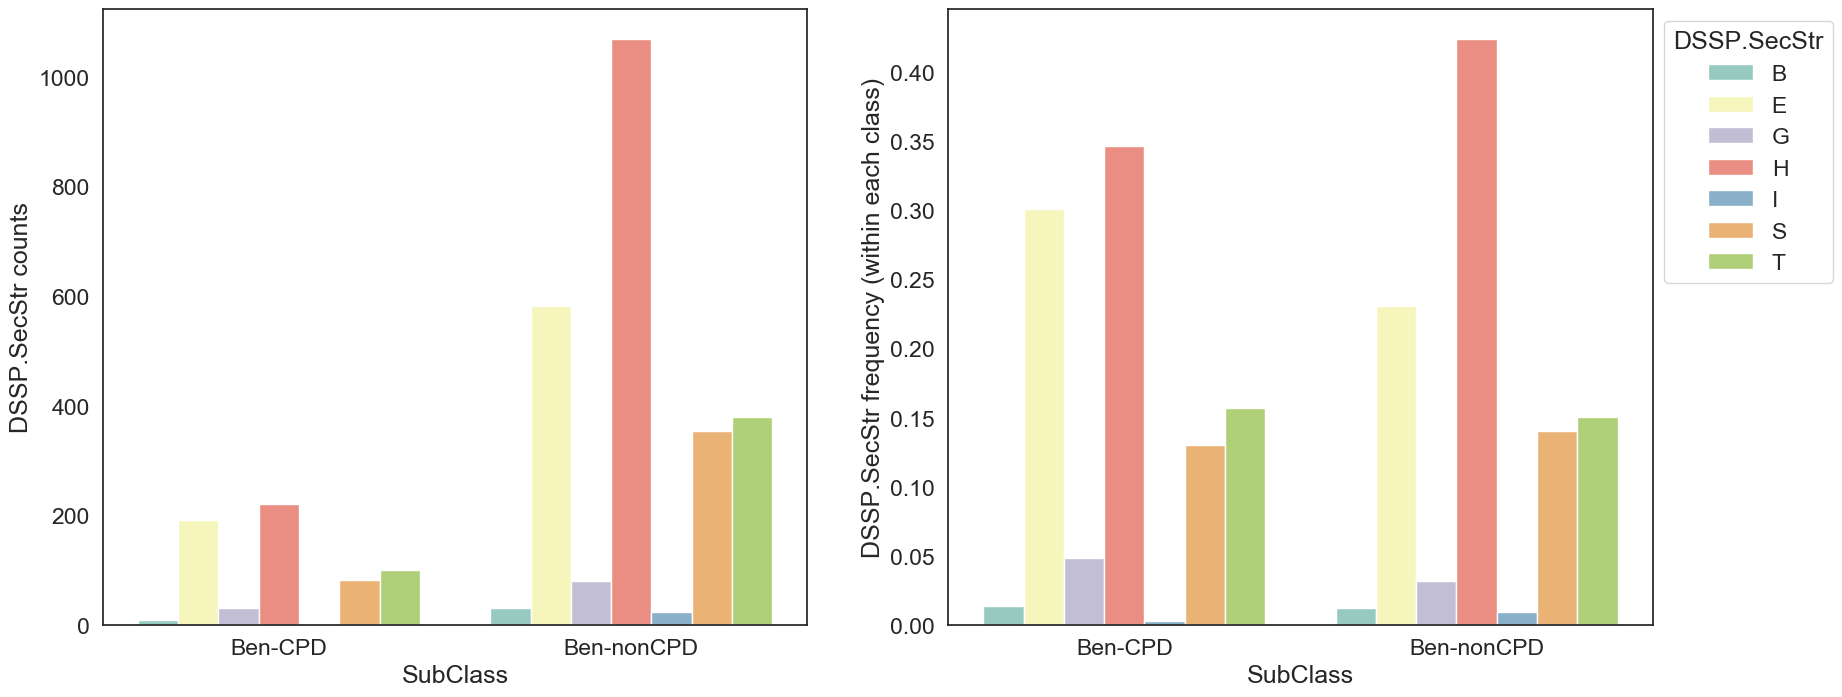 DSSP.SecStr counts
1000
800
600
400
200
0
Ben-CPD
Ben-nonCPD
SubClass
DSSP.SecStr frequency (within each class)
0.40
0.35
0.30
0.25
0.20
0.15
0.10
0.05
0.00
Ben-CPD
Ben-nonCPD
SubClass
DSSP.SecStr
B
E
G
H
I
S
T